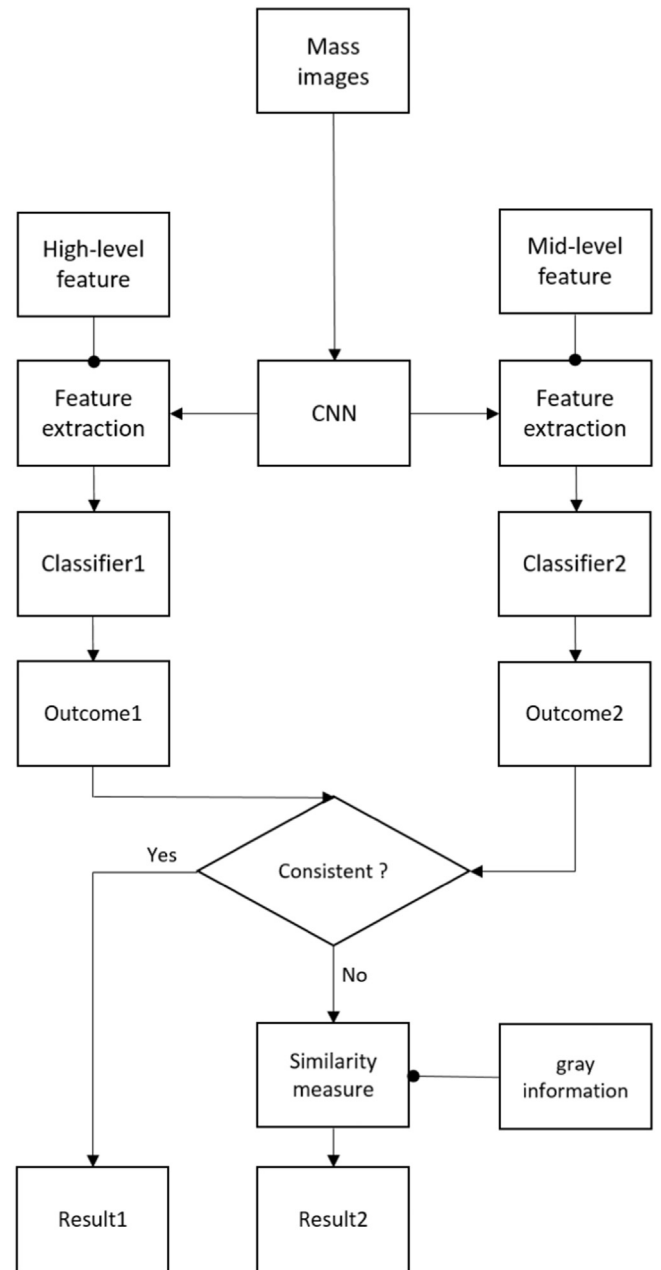 Mass
images
High-level
feature
Mid-level
feature
Feature
extraction
CNN
Feature
extraction
Classifier1
Classifier2
Outcome1
Outcome2
Yes
Consistent ?
No
Similarity
measure
gray
information
Result1
Result2